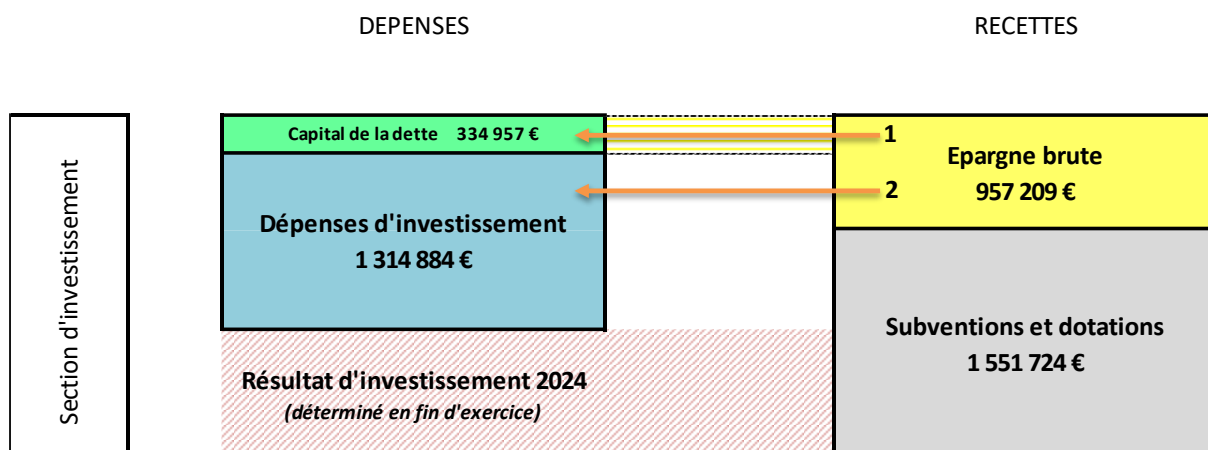 DEPENSES
RECETTES
Section d'investissement
Capital de la dette 334 957 €
1
Epargne brute
957 209 €
2
Dépenses d'investissement
1 314 884 €
Subventions et dotations
1 551 724 €
Résultat d'investissement 2024
(déterminé en fin d'exercice)